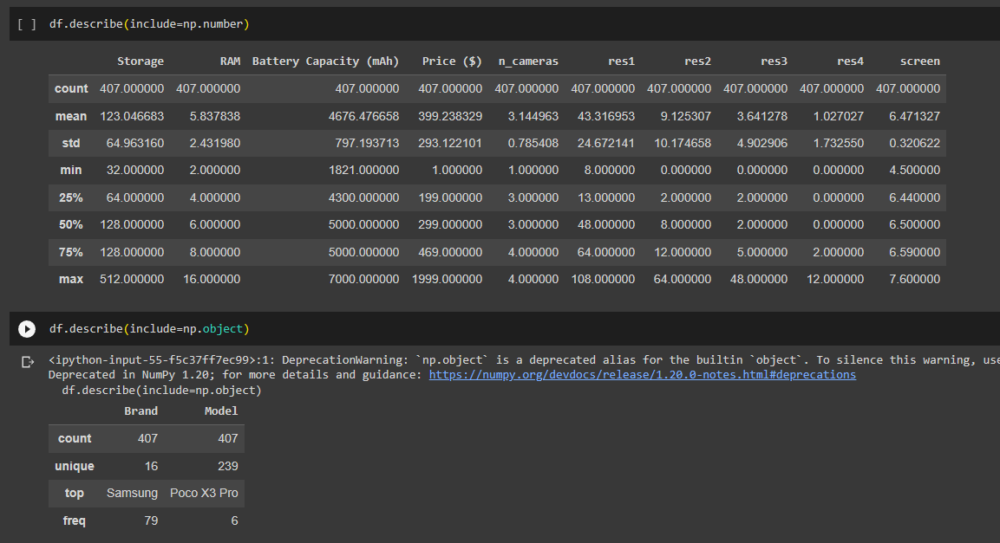 [ ] df.describe(include=np.number)
Storage RAM Battery Capacity (mAh) Price ($) n_cameras res1 res2 res3 res4 screen
count 407.000000 407.000000 407.000000 407.000000 407.000000 407.000000 407.000000 407.000000 407.000000 407.000000
mean 123.046683 5.837838 4676.476658 399.238329 3.144963 43.316953 9.125307 3.641278 1.027027 6.471327
std 64.963160 2.431980 797.193713 293.122101 0.785408 24.672141 10.174658 4.902906 1.732550 0.320622
min 32.000000 2.000000 1821.000000 1.000000 1.000000 8.000000 0.000000 0.000000 0.000000 4.500000
25% 64.000000 4.000000 4300.000000 199.000000 3.000000 13.000000 2.000000 2.000000 0.000000 6.440000
50% 128.000000 6.000000 5000.000000 299.000000 3.000000 48.000000 8.000000 2.000000 0.000000 6.500000
75% 128.000000 8.000000 5000.000000 469.000000 4.000000 64.000000 12.000000 5.000000 2.000000 6.590000
max 512.000000 16.000000 7000.000000 1999.000000 4.000000 108.000000 64.000000 48.000000 12.000000 7.600000
df.describe(include=np.object)
<ipython-input-55-f5c37ff7ec99>:1: DeprecationWarning: `np.object` is a deprecated alias for the builtin `object`. To silence this warning, use
Deprecated in NumPy 1.20; for more details and guidance: https://numpy.org/devdocs/release/1.20.0-notes.html#deprecations
df.describe(include=np.object)
Brand Model
count 407 407
unique 16 239
top Samsung Poco X3 Pro
freq 79 6